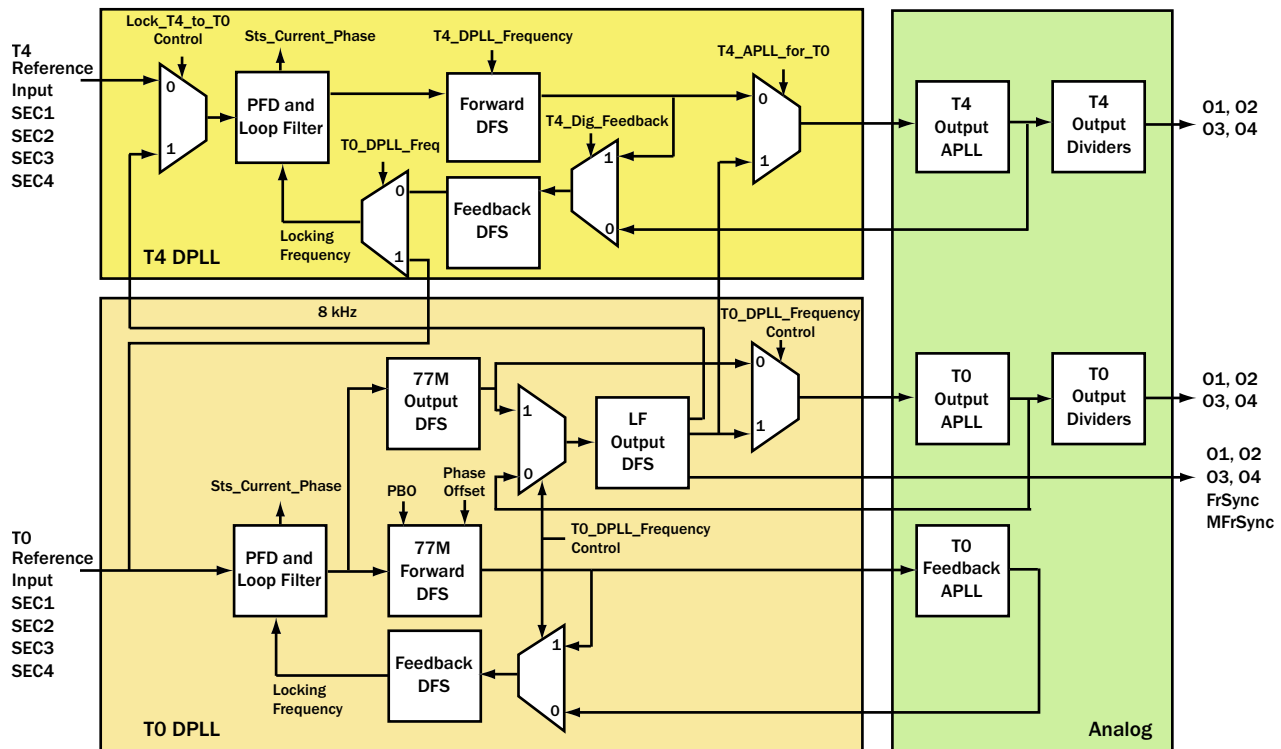 Lock_T4_to_T0
Control
Sts_Current_Phase
T4_DPLL_Frequency
T4_APLL_for_T0
T4
Reference
Input
SEC1
SEC2
SEC3
SEC4
0
1
PFD and
Loop Filter
Forward
DFS
T4_Dig_Feedback
T0_DPLL_Freq
1
0
Feedback
DFS
0
1
Locking
Frequency
0
1
T4
Output
APLL
T4
Output
Dividers
O1, O2
O3, O4
T4 DPLL
8 kHz
T0_DPLL_Frequency
Control
77M
Output
DFS
1
0
LF
Output
DFS
0
1
T0
Output
APLL
T0
Output
Dividers
O1, O2
O3, O4
O1, O2
O3, O4
FrSync
MFrSync
Sts_Current_Phase
PBO
Phase
Offset
T0_DPLL_Frequency
Control
T0
Reference
Input
SEC1
SEC2
SEC3
SEC4
PFD and
Loop Filter
77M
Forward
DFS
T0
Feedback
APLL
Feedback
DFS
1
0
Locking
Frequency
T0 DPLL
Analog